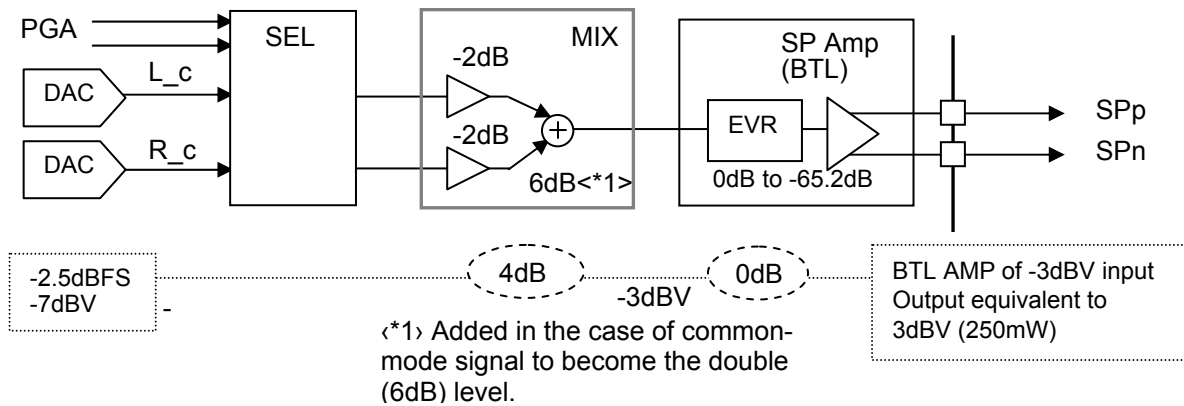 PGA
SEL
MIX
SP Amp
(BTL)
DAC
L_c
-2dB
EVR
SPp
DAC
R_c
-2dB
+
SPn
6dB<*1>
0dB to -65.2dB
-2.5dBFS
-7dBV
-
4dB
-3dBV
0dB
BTL AMP of -3dBV input
Output equivalent to
3dBV (250mW)
‹*1› Added in the case of common-
mode signal to become the double
(6dB) level.